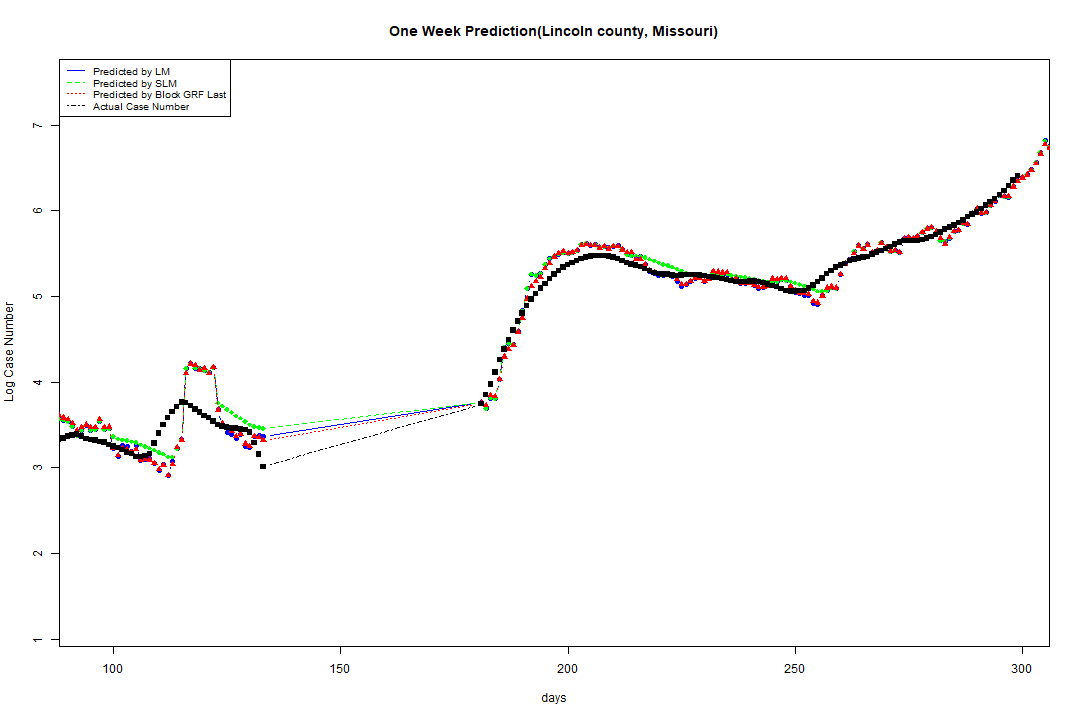 One Week Prediction(Lincoln county, Missouri)
Predicted by LM
Predicted by SLM
Predicted by Block GRF Last
Actual Case Number
7
6
5
4
3
2
1
Log Case Number
100 150 200 250 300
days